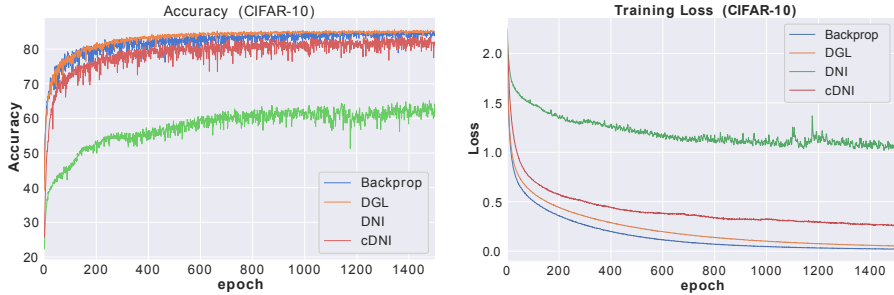 Accuracy (CIFAR-10)
Accuracy
80
70
60
50
40
30
20
0
200
400
600
800
1000
1200
1400
epoch
Backprop
DGL
DNI
cDNI
Training Loss (CIFAR-10)
Loss
2.0
1.5
1.0
0.5
0.0
0
200
400
600
800
1000
1200
1400
epoch
Backprop
DGL
DNI
cDNI